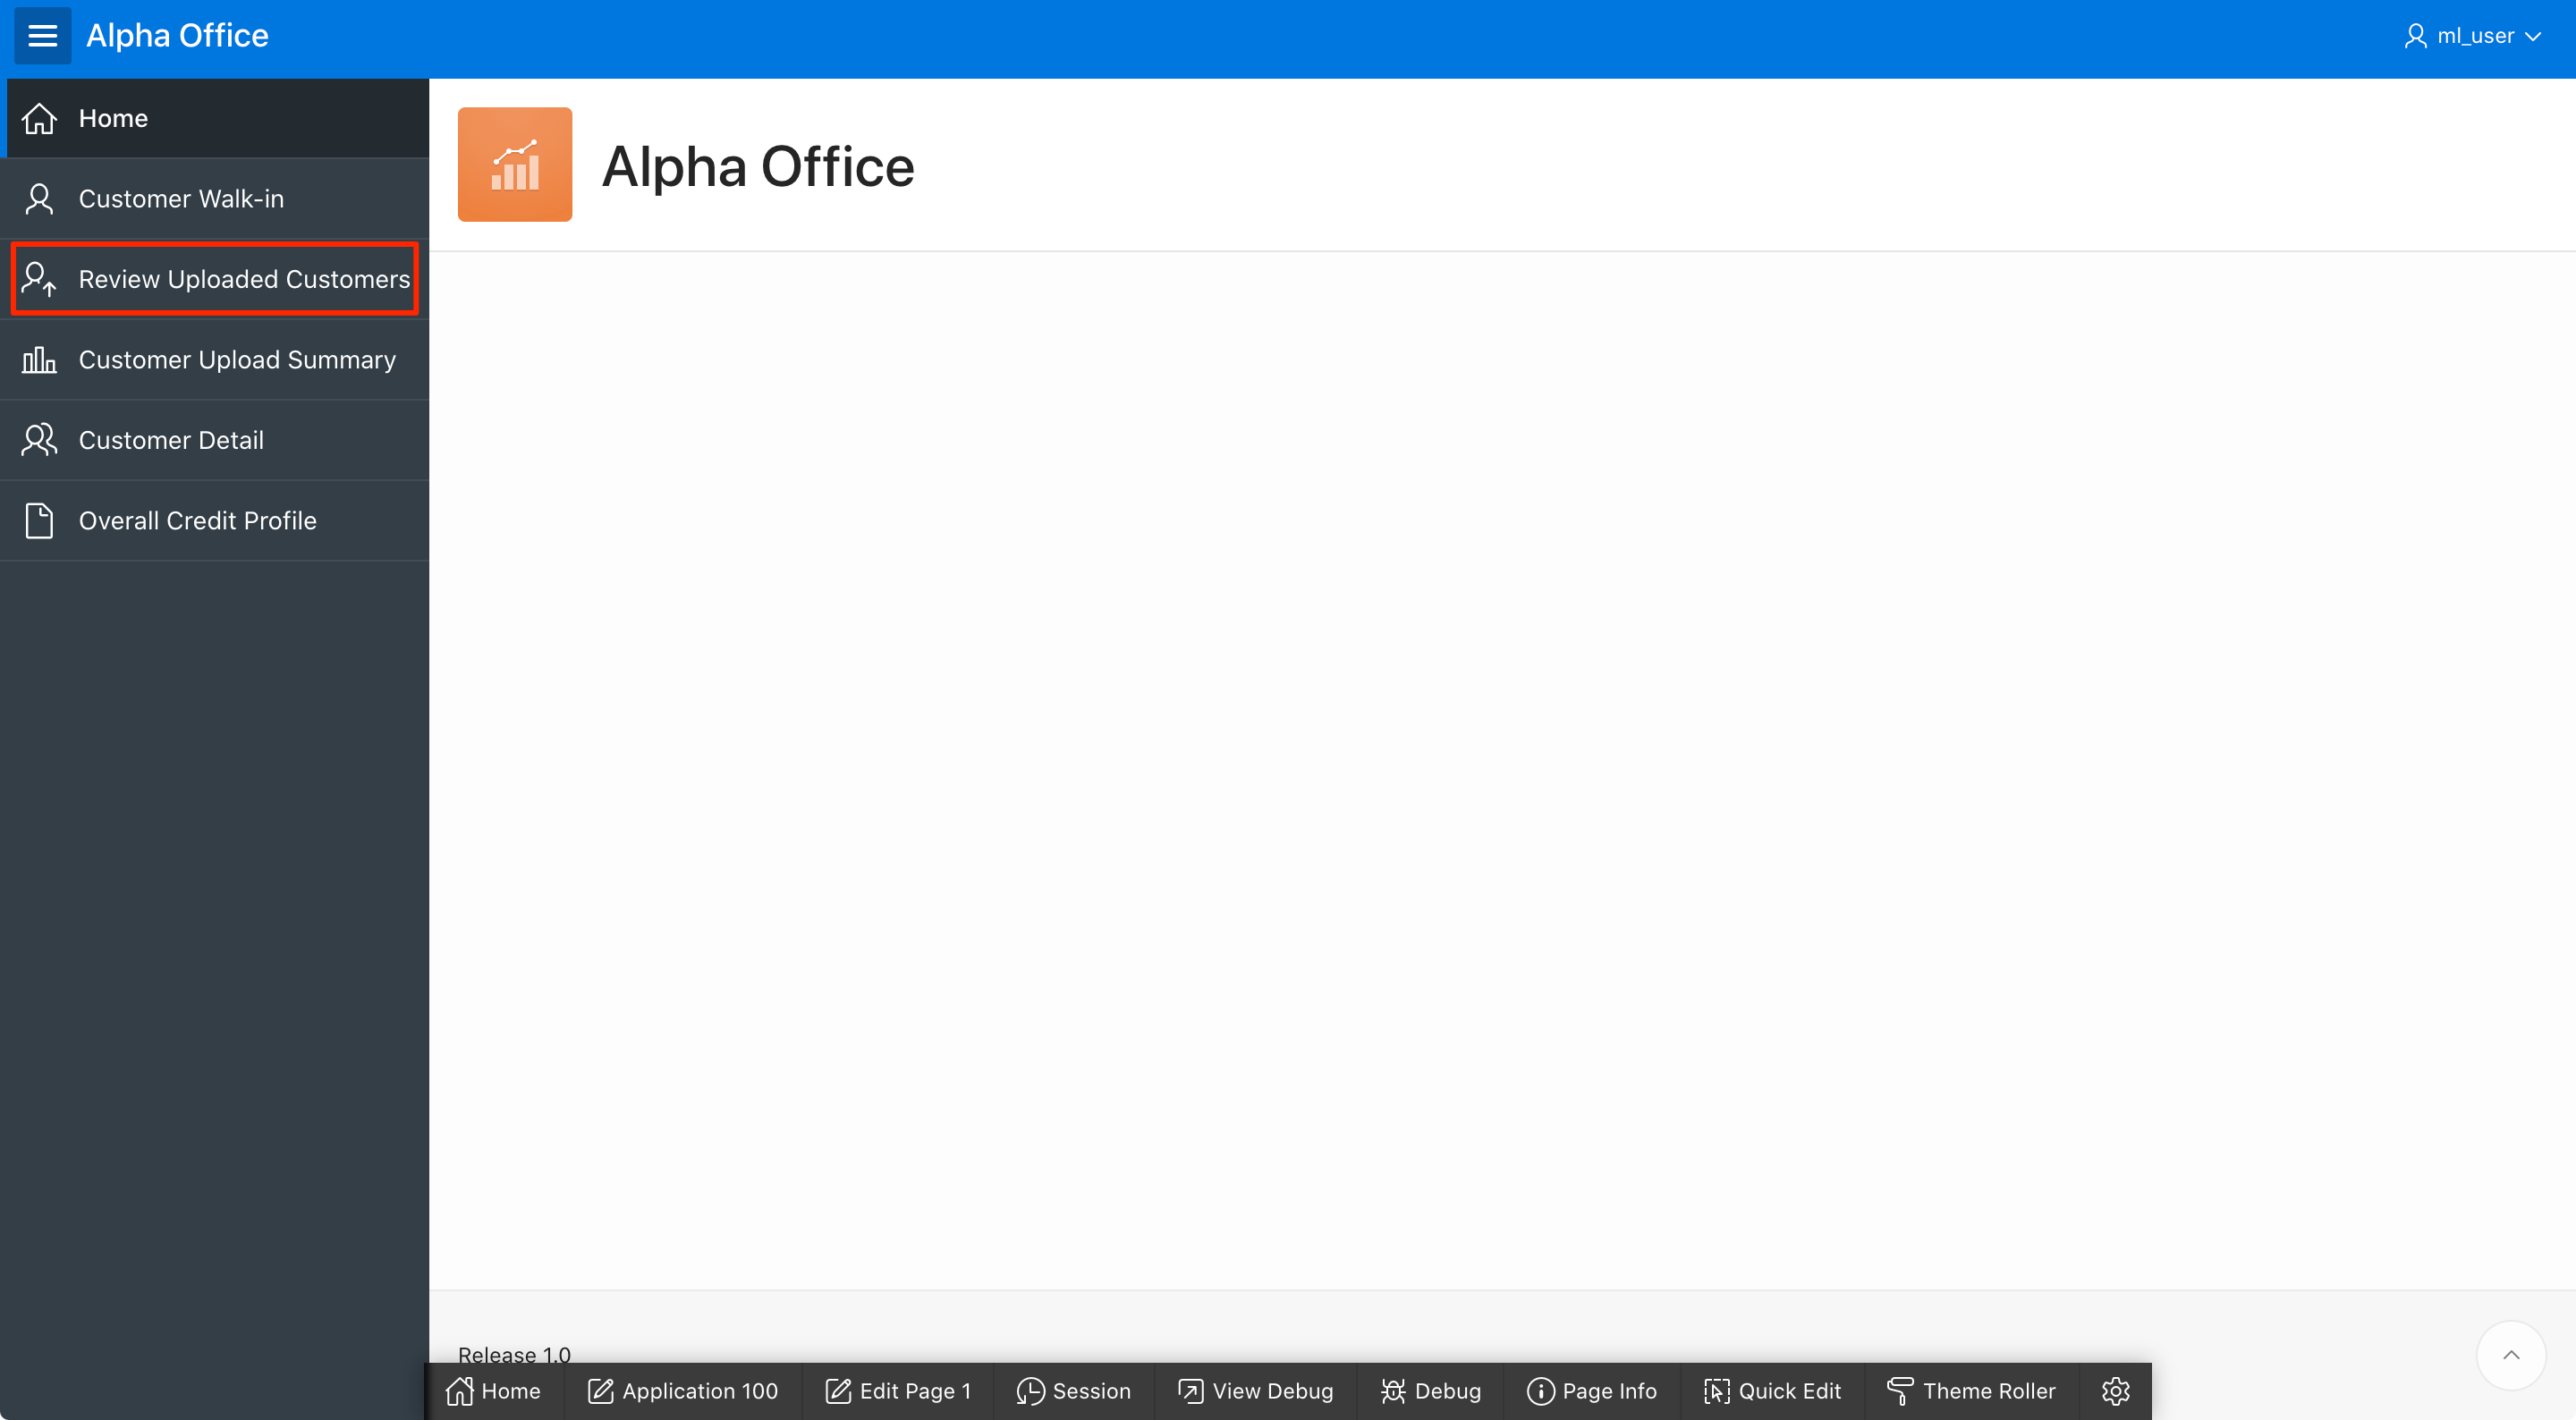 Alpha Office
ml_user
Home
Customer Walk-in
Review Uploaded Customers
Customer Upload Summary
Customer Detail
Overall Credit Profile
Alpha Office
Release 1.0
Home Application 100 Edit Page 1 Session View Debug Debug Page Info Quick Edit Theme Roller